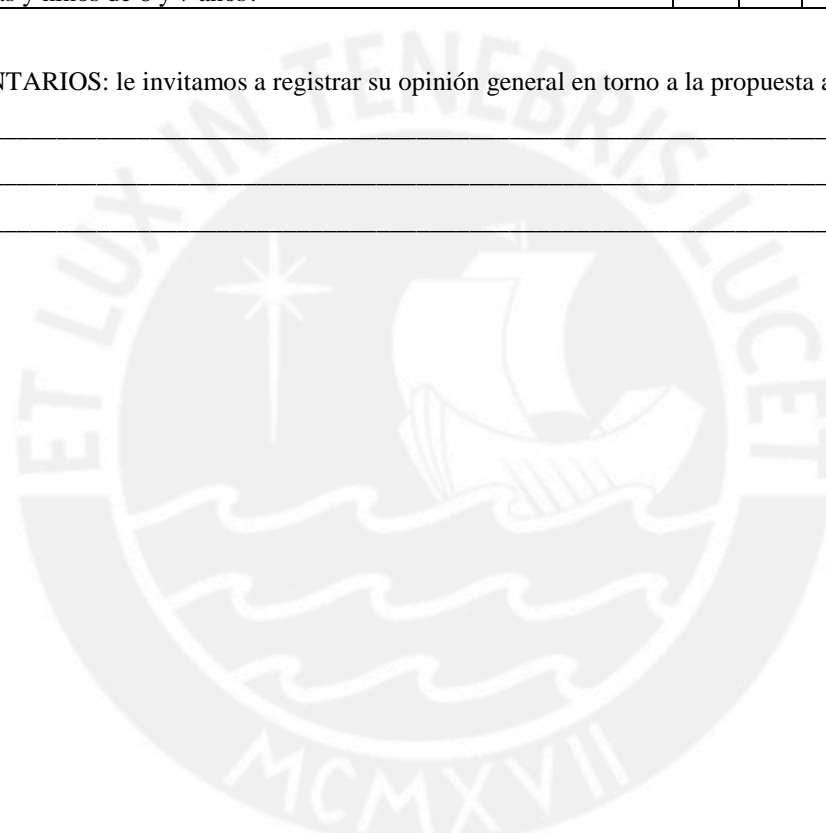 y niños de 6 y 7 años?
NTARIOS: le invitamos a registrar su opinión general en torno a la propuesta a
ET LUX IN TENEBRIS LUCET
MCMXVII